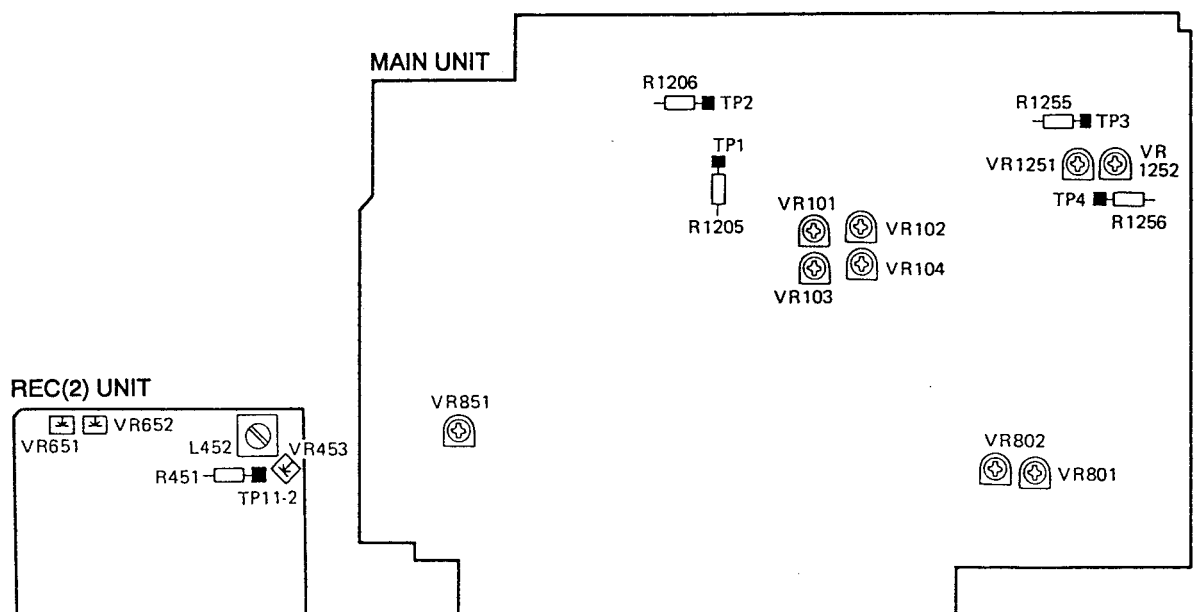 MAIN UNIT
R1206
TP2
R1255
TP3
TP1
VR1251
VR
1252
R1205
TP4
R1256
VR101
VR102
VR104
VR103
REC(2) UNIT
VR851
VR651
VR652
L452
VR453
R451
TP11-2
VR802
VR801